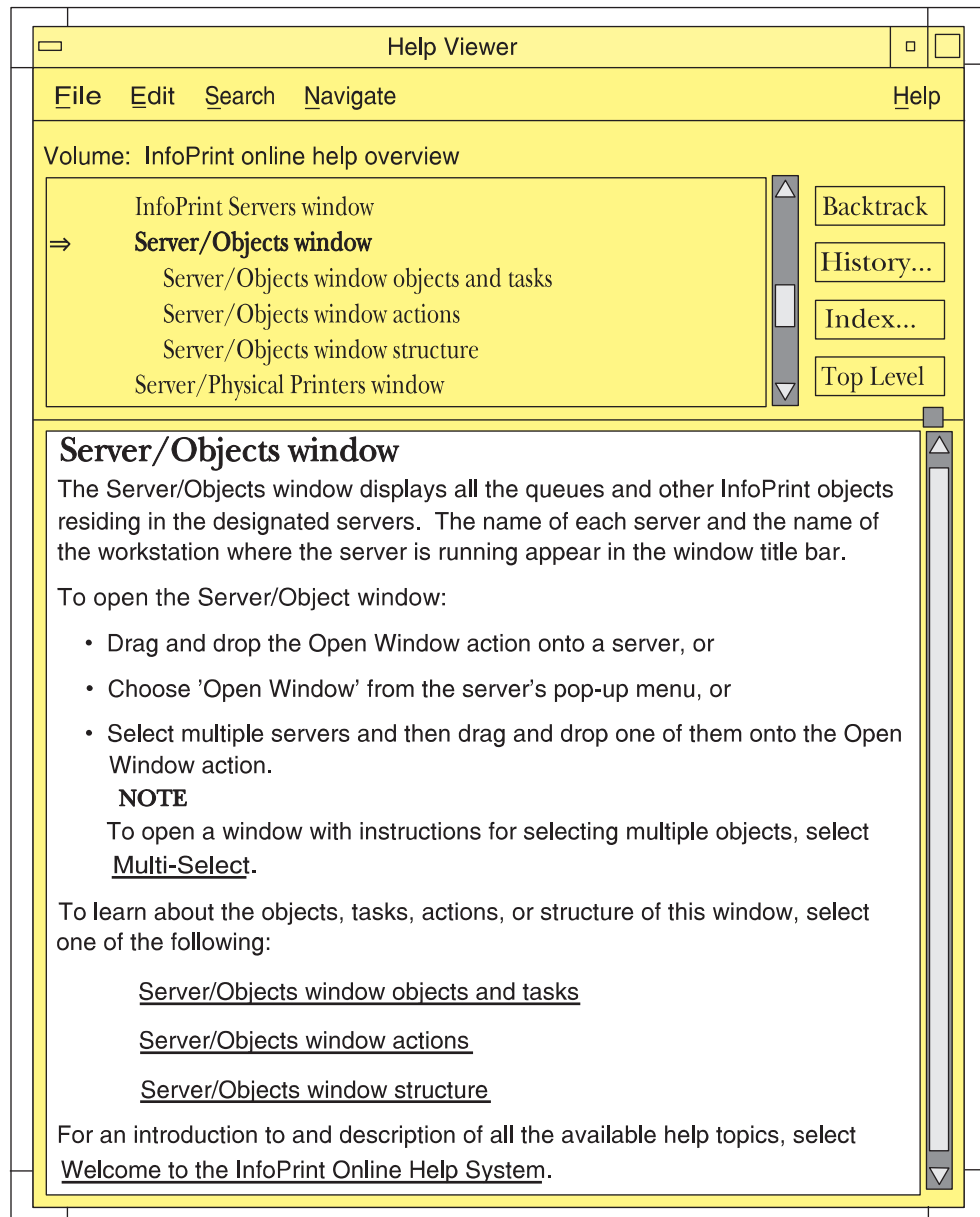 Help Viewer
File Edit Search Navigate Help
Volume: InfoPrint online help overview
InfoPrint Servers window
⇒ Server/Objects window
Server/Objects window objects and tasks
Server/Objects window actions
Server/Objects window structure
Server/Physical Printers window
Backtrack
History...
Index...
Top Level
Server/Objects window
The Server/Objects window displays all the queues and other InfoPrint objects
residing in the designated servers. The name of each server and the name of
the workstation where the server is running appear in the window title bar.
To open the Server/Object window:
• Drag and drop the Open Window action onto a server, or
• Choose ’Open Window’ from the server’s pop-up menu, or
• Select multiple servers and then drag and drop one of them onto the Open
Window action.
NOTE
To open a window with instructions for selecting multiple objects, select
Multi-Select.
To learn about the objects, tasks, actions, or structure of this window, select
one of the following:
Server/Objects window objects and tasks
Server/Objects window actions
Server/Objects window structure
For an introduction to and description of all the available help topics, select
Welcome to the InfoPrint Online Help System.